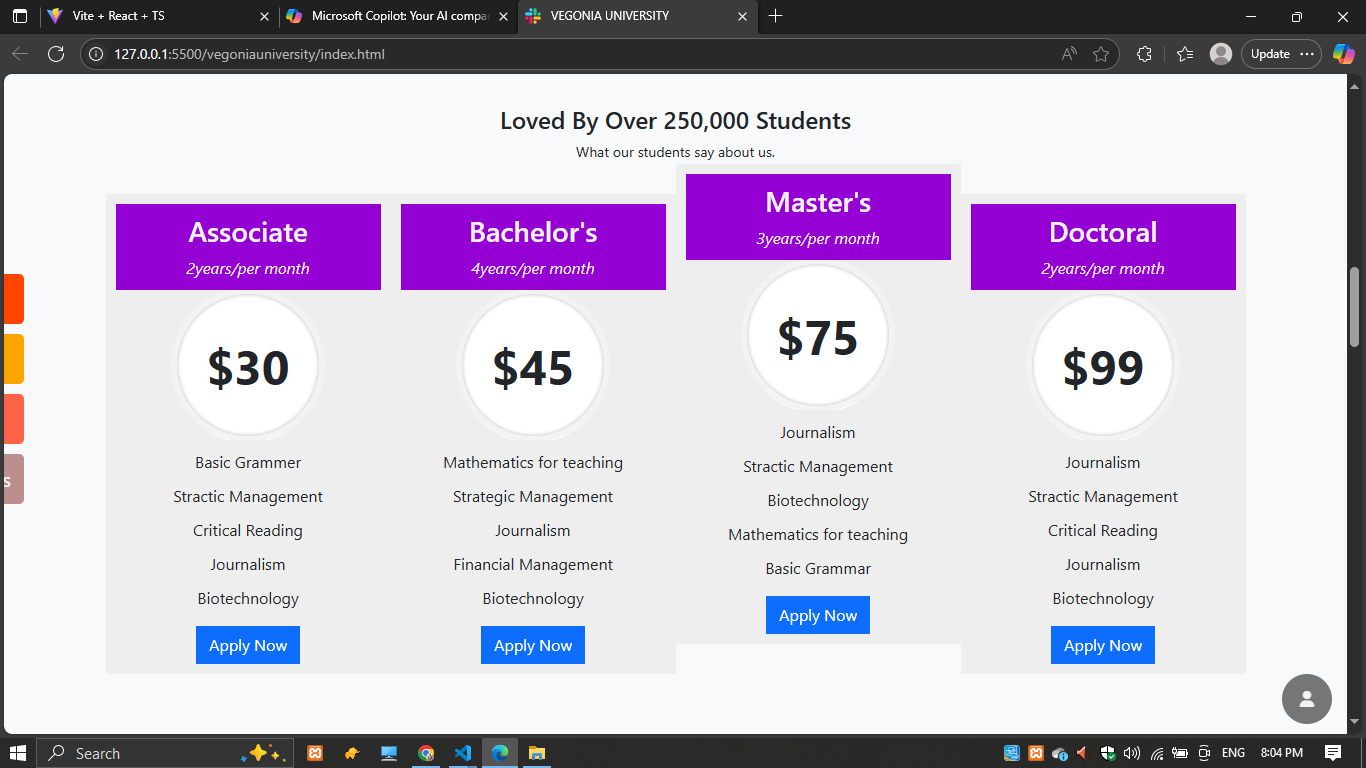 Vite + React + TS
Microsoft Copilot: Your AI compa
VEGONIA UNIVERSITY
127.0.0.1:5500/vegoniauniversity/index.html
Update
Loved By Over 250,000 Students
What our students say about us.
Associate
2years/per month
$30
Basic Grammer
Stractic Management
Critical Reading
Journalism
Biotechnology
Apply Now
Bachelor's
4years/per month
$45
Mathematics for teaching
Strategic Management
Journalism
Financial Management
Biotechnology
Apply Now
Master's
3years/per month
$75
Journalism
Stractic Management
Biotechnology
Mathematics for teaching
Basic Grammar
Apply Now
Doctoral
2years/per month
$99
Journalism
Stractic Management
Critical Reading
Journalism
Biotechnology
Apply Now
s
Search
ENG
8:04 PM